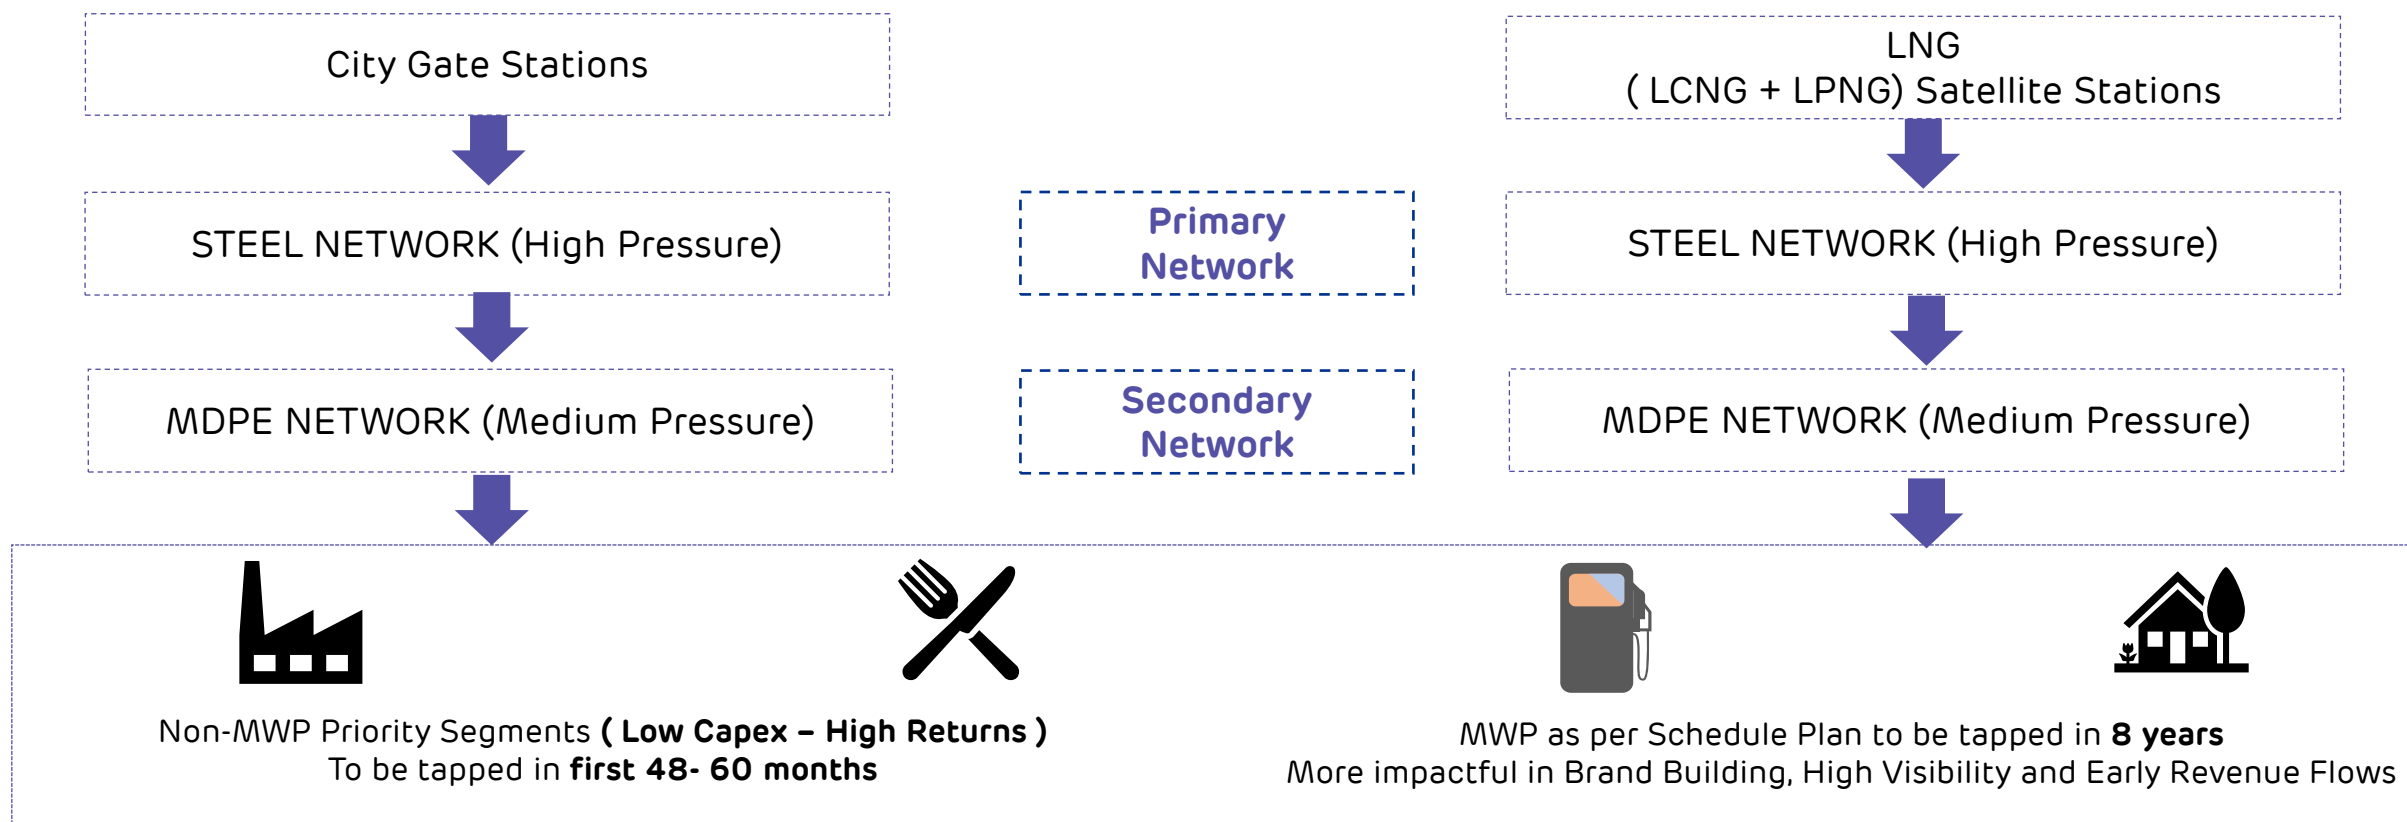 City Gate Stations
LNG
( LCNG + LPNG) Satellite Stations
STEEL NETWORK (High Pressure)
Primary
Network
STEEL NETWORK (High Pressure)
MDPE NETWORK (Medium Pressure)
Secondary
Network
MDPE NETWORK (Medium Pressure)
Non-MWP Priority Segments ( Low Capex – High Returns )
To be tapped in first 48- 60 months
MWP as per Schedule Plan to be tapped in 8 years
More impactful in Brand Building, High Visibility and Early Revenue Flows